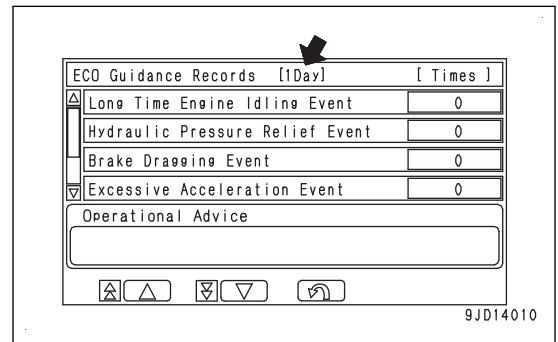 ECO Guidance Records [1Day] [ Times ]
Long Time Engine Idling Event 0
Hydraulic Pressure Relief Event 0
Brake Dragging Event 0
Excessive Acceleration Event 0
Operational Advice
9JD14010